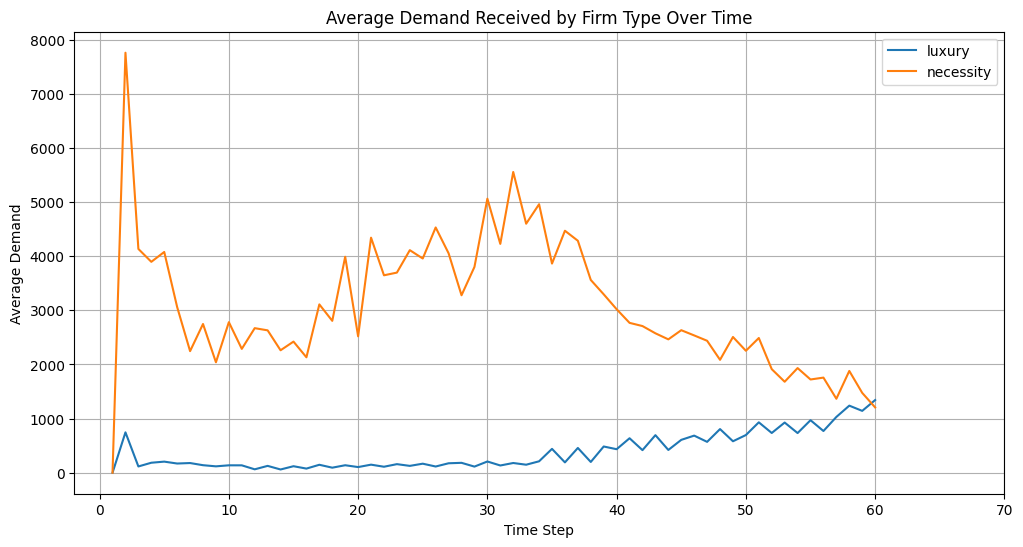 Average Demand Received by Firm Type Over Time
luxury
necessity
Average Demand
8000
7000
6000
5000
4000
3000
2000
1000
0
0 10 20 30 40 50 60 70
Time Step